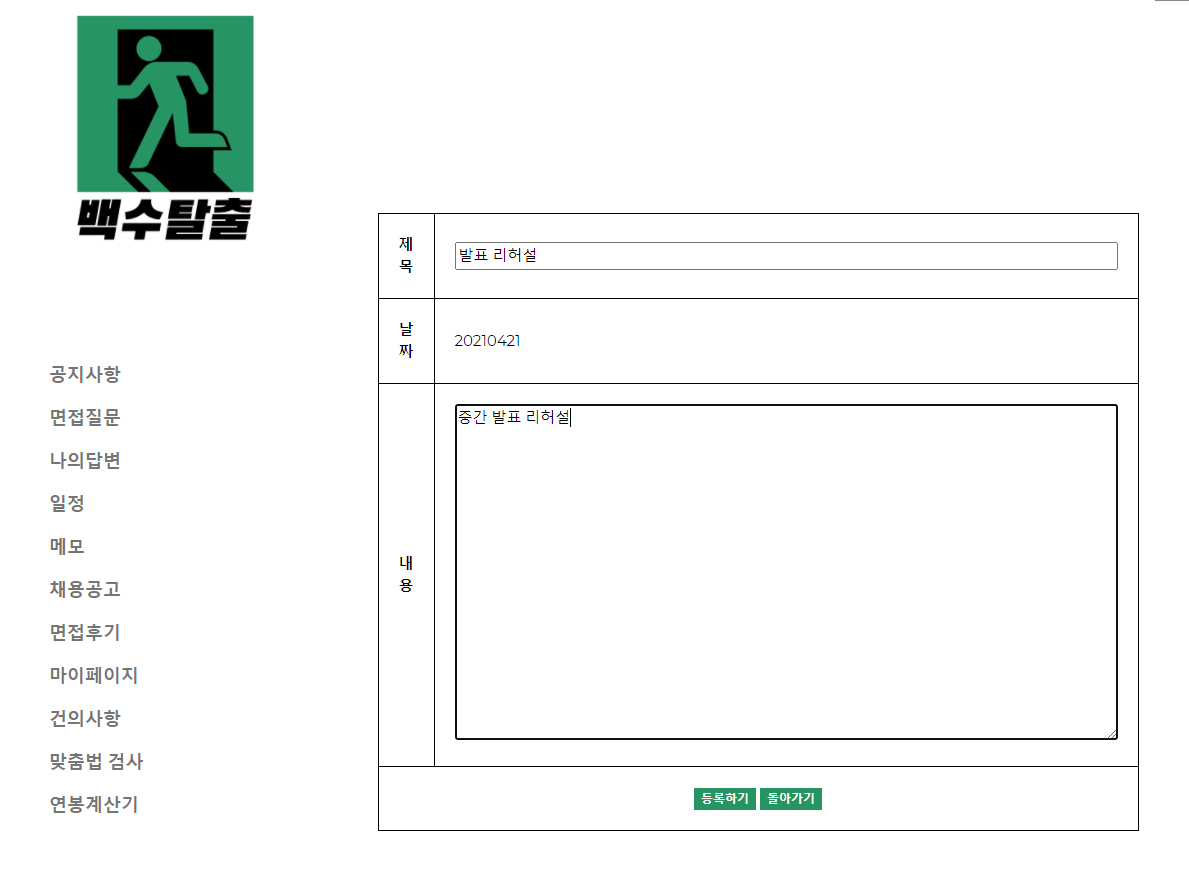 백수탈출
공지사항
면접질문
나의답변
일정
메모
채용공고
면접후기
마이페이지
건의사항
맞춤법 검사
연봉계산기
제
목
발표 리허설
날
짜
20210421
내
용
중간 발표 리허설
등록하기 돌아가기